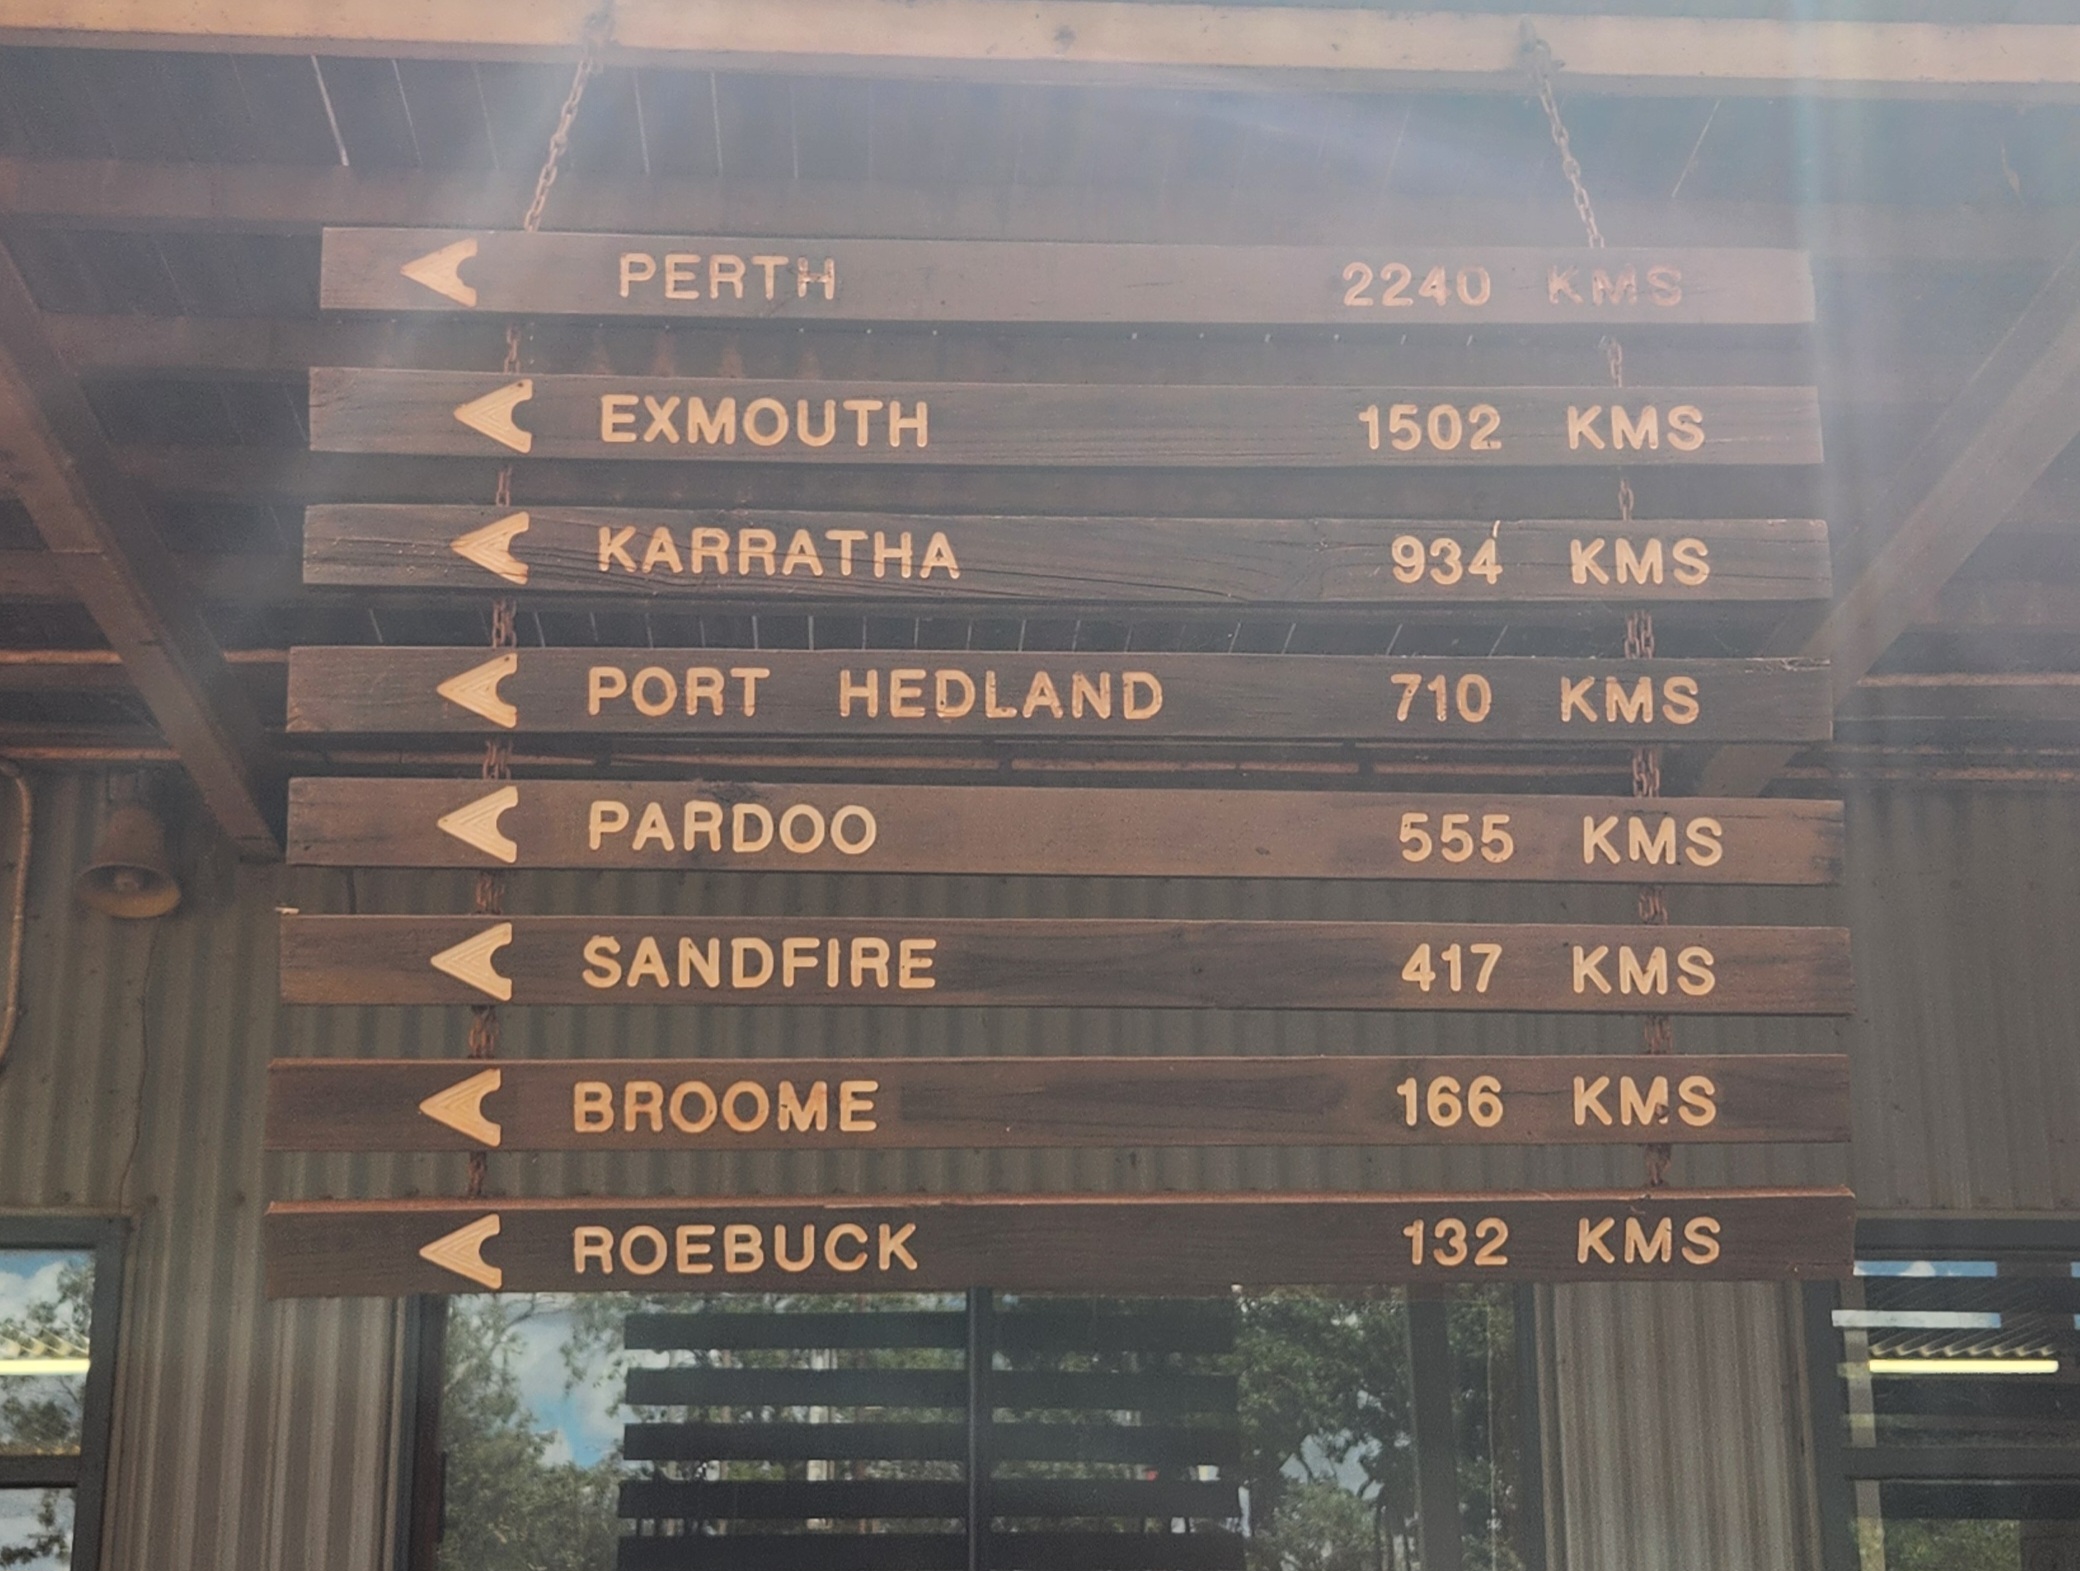 PERTH 2240 KMS
EXMOUTH 1502 KMS
KARRATHA 934 KMS
PORT HEDLAND 710 KMS
PARDOO 555 KMS
SANDFIRE 417 KMS
BROOME 166 KMS
ROEBUCK 132 KMS